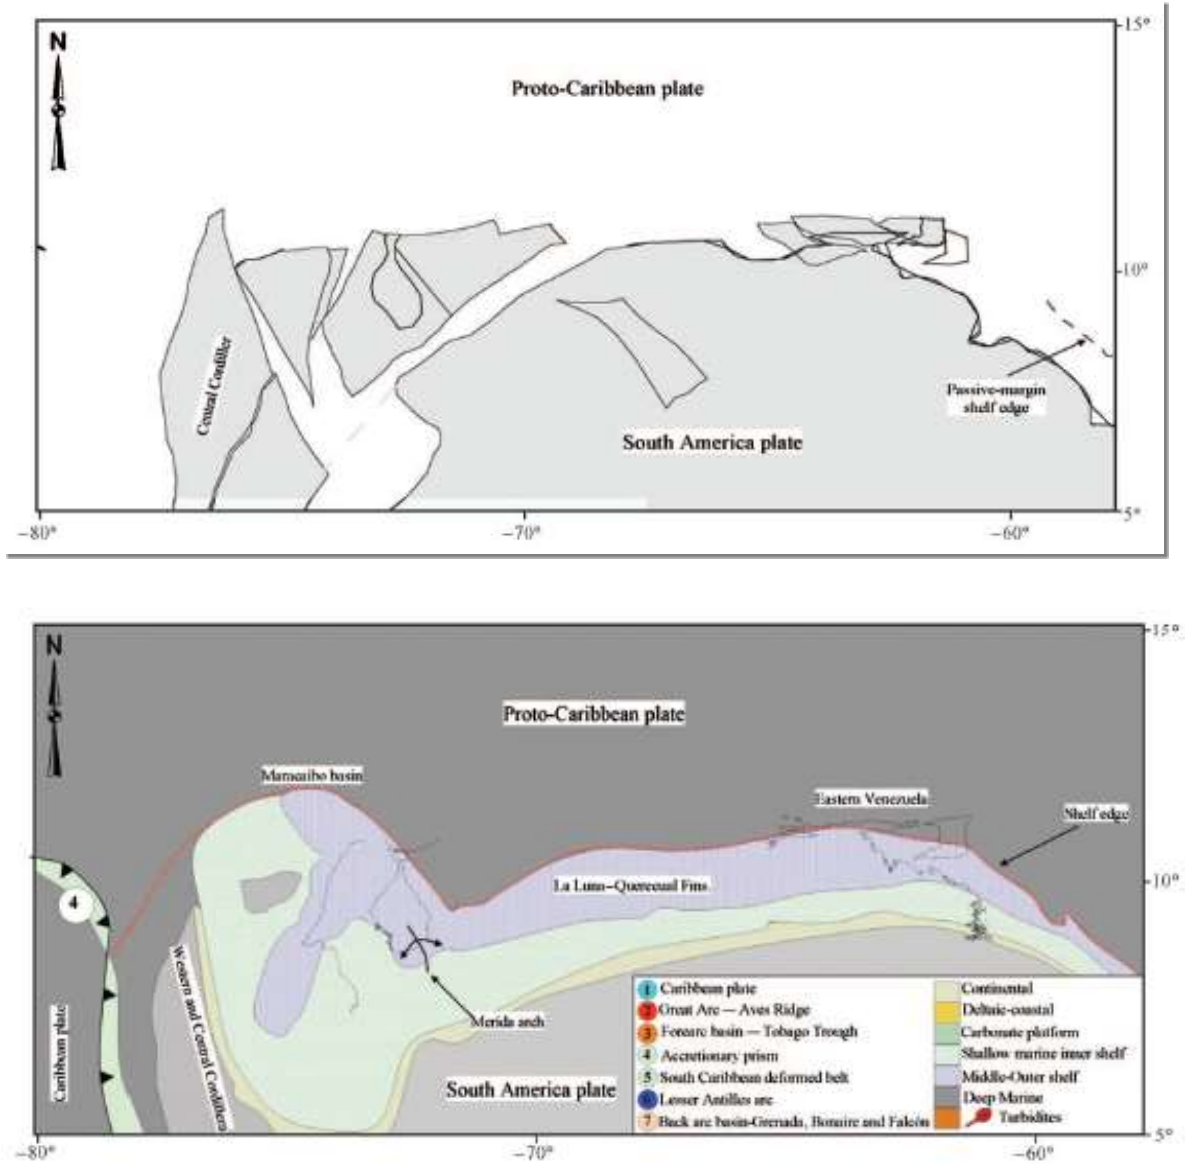 15°
N
Proto-Caribbean plate
10°
Central Cordiller
Passive-margin
shelf edge
South America plate
5°
-80°
-70°
-60°
15°
N
Proto-Caribbean plate
Maracaibo basin
Eastern Venezuela
Shelf edge
10°
La Luna-Querecual Fms.
4
Western and Central Cordillera
Caribbean plate
Merida arch
South America plate
1 Caribbean plate
2 Great Arc — Aves Ridge
3 Forearc basin — Tobago Trough
4 Accretionary prism
5 South Caribbean deformed belt
6 Lesser Antilles arc
7 Back arc basin-Grenada, Bonaire and Falcón
Continental
Deltaic-coastal
Carbonate platform
Shallow marine inner shelf
Middle-Outer shelf
Deep Marine
Turbidites
5°
-80°
-70°
-60°